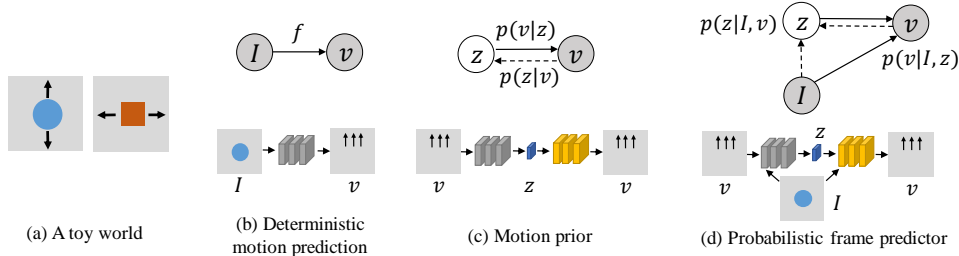 I
f
v
p(v|z)
z
v
p(z|v)
p(z|I, v)
z
v
p(v|I, z)
I
I
v
v
z
v
v
z
I
v
(a) A toy world
(b) Deterministic
motion prediction
(c) Motion prior
(d) Probabilistic frame predictor